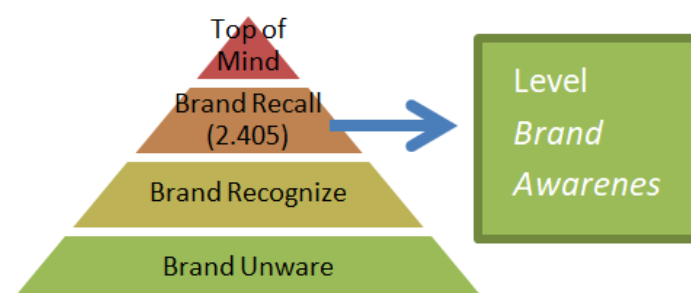 Top of
Mind
Brand Recall
(2.405)
Brand Recognize
Brand Unware
Level
Brand
Awarenes